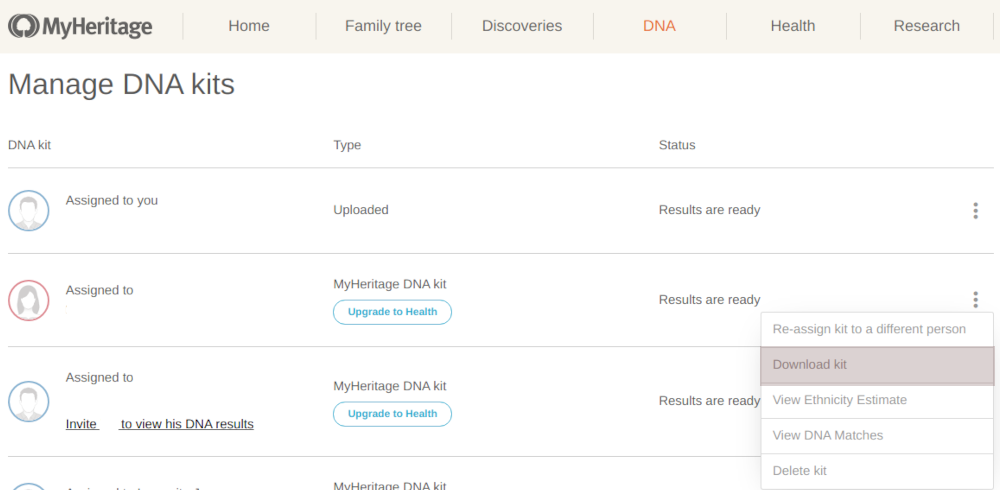 MyHeritage Home Family tree Discoveries DNA Health Research
Manage DNA kits
DNA kit Type Status
Assigned to you Uploaded Results are ready
MyHeritage DNA kit
Assigned to Results are ready
Upgrade to Health
Re-assign kit to a different person
Download kit
Assigned to
MyHeritage DNA kit
Results are ready
View Ethnicity Estimate
Upgrade to Health
Invite to view his DNA results
View DNA Matches
Delete kit
MyHeritage DNA kit